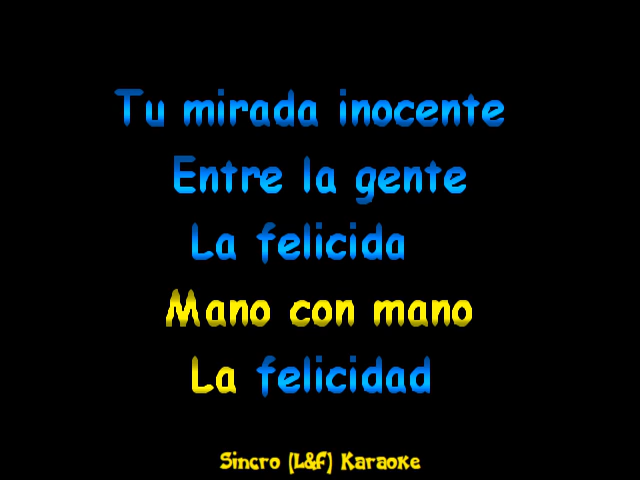 Tu mirada inocente
Entre la gente
La felicida
Mano con mano
La felicidad
Sincro (L&F) Karaoke